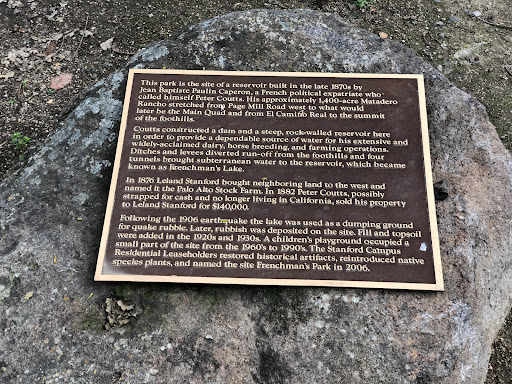 This park is the site of a reservoir built in the late 1870s by
Jean Baptiste Paulin Caperon, a French political expatriate who
called himself Peter Coutts. His approximately 1,400-acre Matadero
Rancho stretched from Page Mill Road west to what would
later be the Main Quad and from El Camino Real to the summit
of the foothills.
Coutts constructed a dam and a steep, rock-walled reservoir here
in order to provide a dependable source of water for his extensive and
widely-acclaimed dairy, horse breeding, and farming operations.
Ditches and levees diverted run-off from the foothills and four
tunnels brought subterranean water to the reservoir, which became
known as Frenchman's Lake.
In 1876 Leland Stanford bought neighboring land to the west and
named it the Palo Alto Stock Farm. In 1882 Peter Coutts, possibly
strapped for cash and no longer living in California, sold his property
to Leland Stanford for $140,000.
Following the 1906 earthquake the lake was used as a dumping ground
for quake rubble. Later, rubbish was deposited on the site. Fill and topsoil
were added in the 1920s and 1930s. A children's playground occupied a
small part of the site from the 1960's to 1990's. The Stanford Campus
Residential Leaseholders restored historical artifacts, reintroduced native
species plants, and named the site Frenchman's Park in 2006.